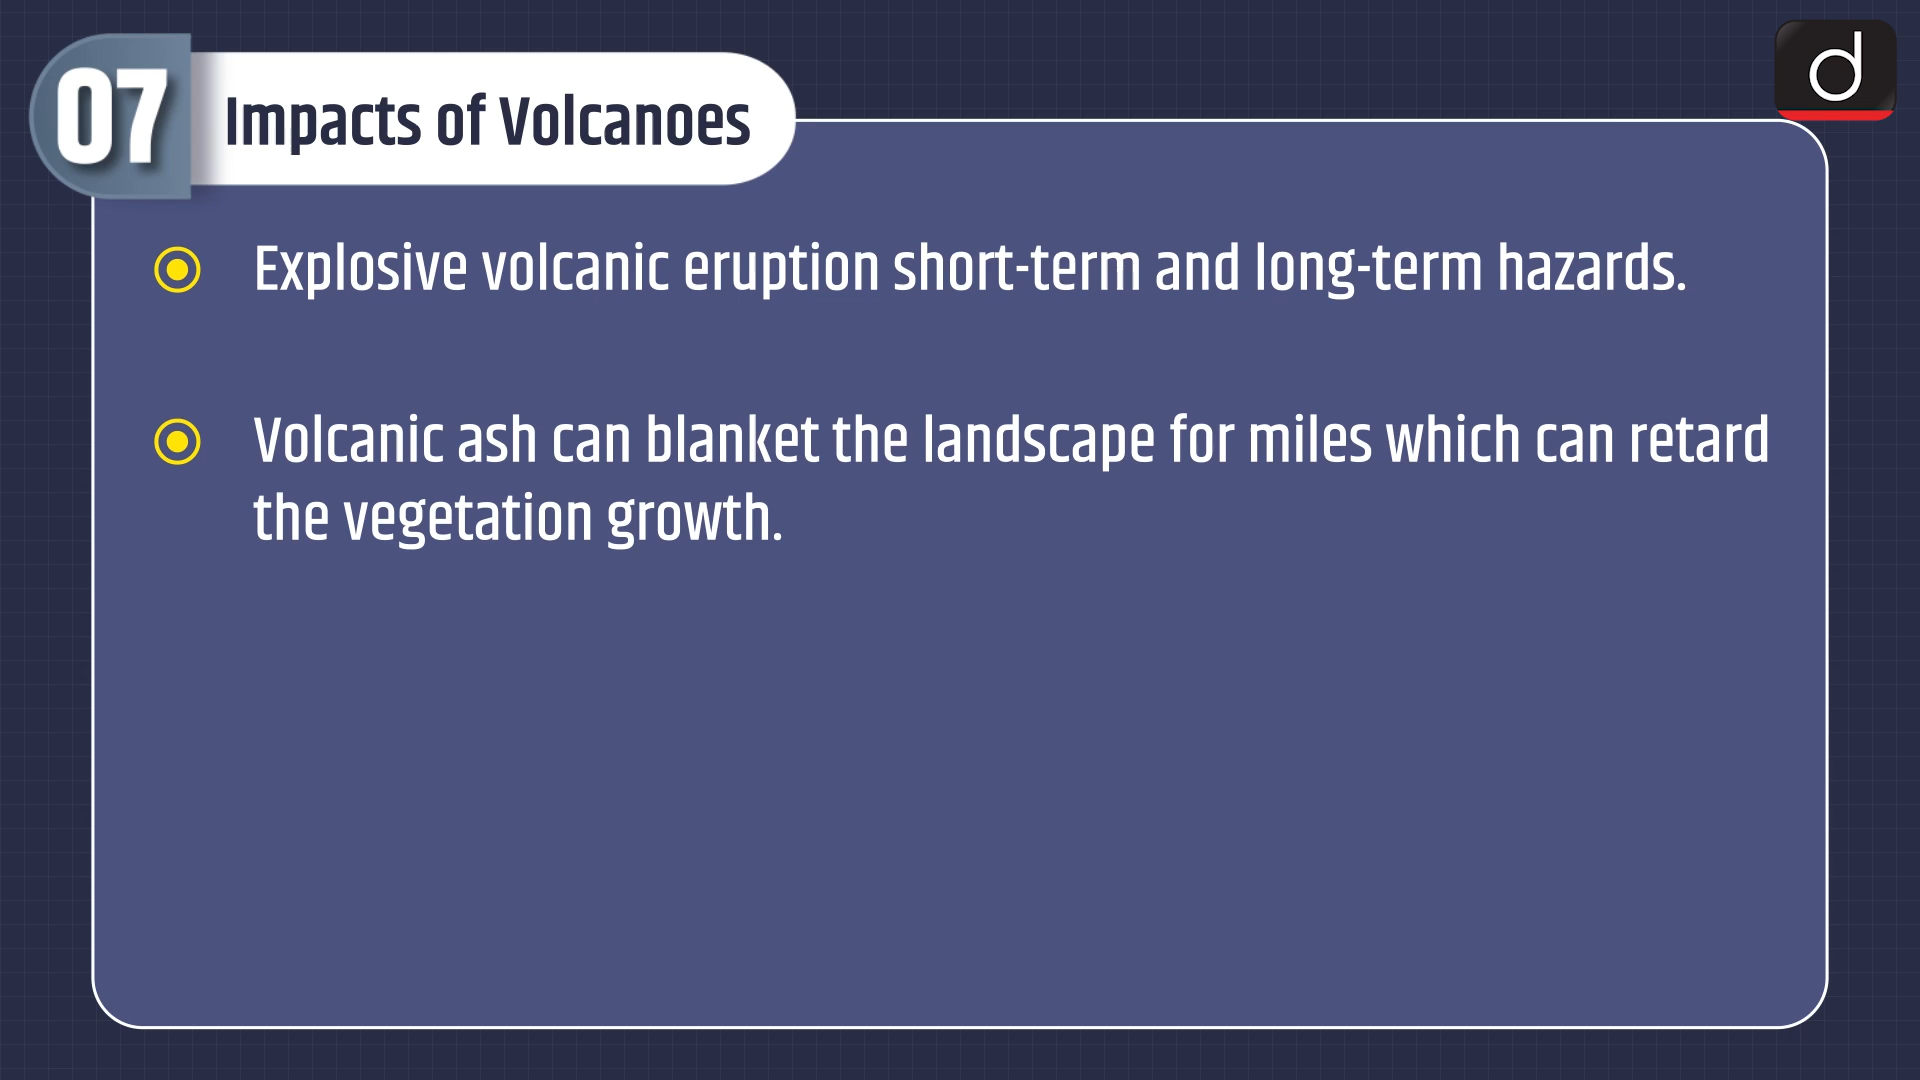 07
Impacts of Volcanoes
d
Explosive volcanic eruption short-term and long-term hazards.
Volcanic ash can blanket the landscape for miles which can retard
the vegetation growth.